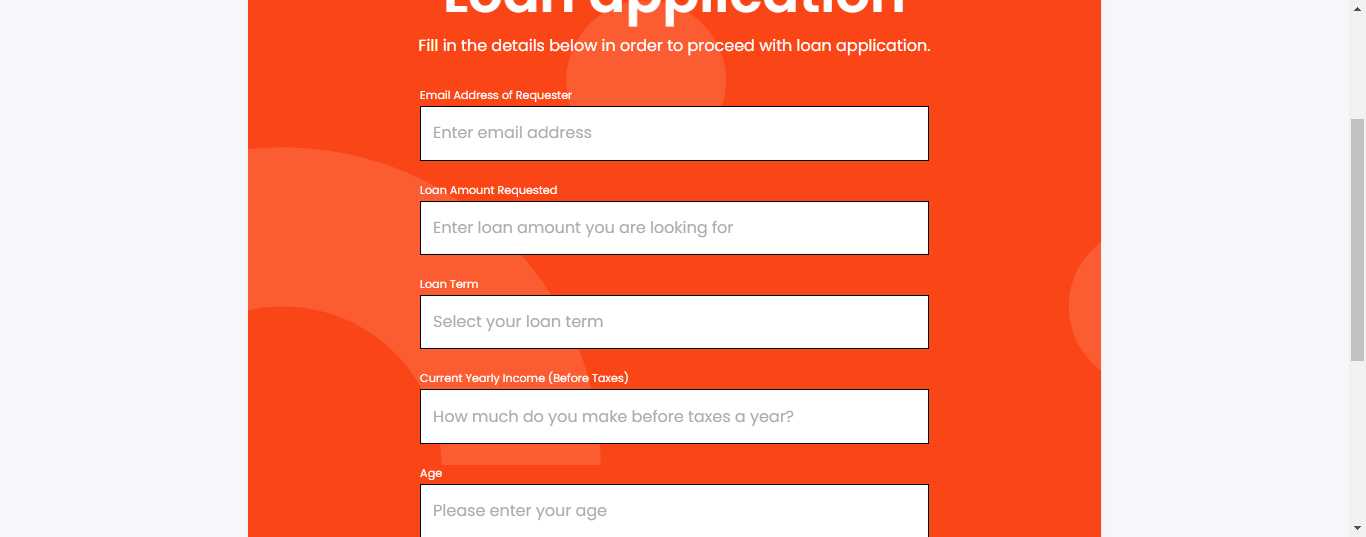 Loan application
Fill in the details below in order to proceed with loan application.
Email Address of Requester
Enter email address
Loan Amount Requested
Enter loan amount you are looking for
Loan Term
Select your loan term
Current Yearly Income (Before Taxes)
How much do you make before taxes a year?
Age
Please enter your age